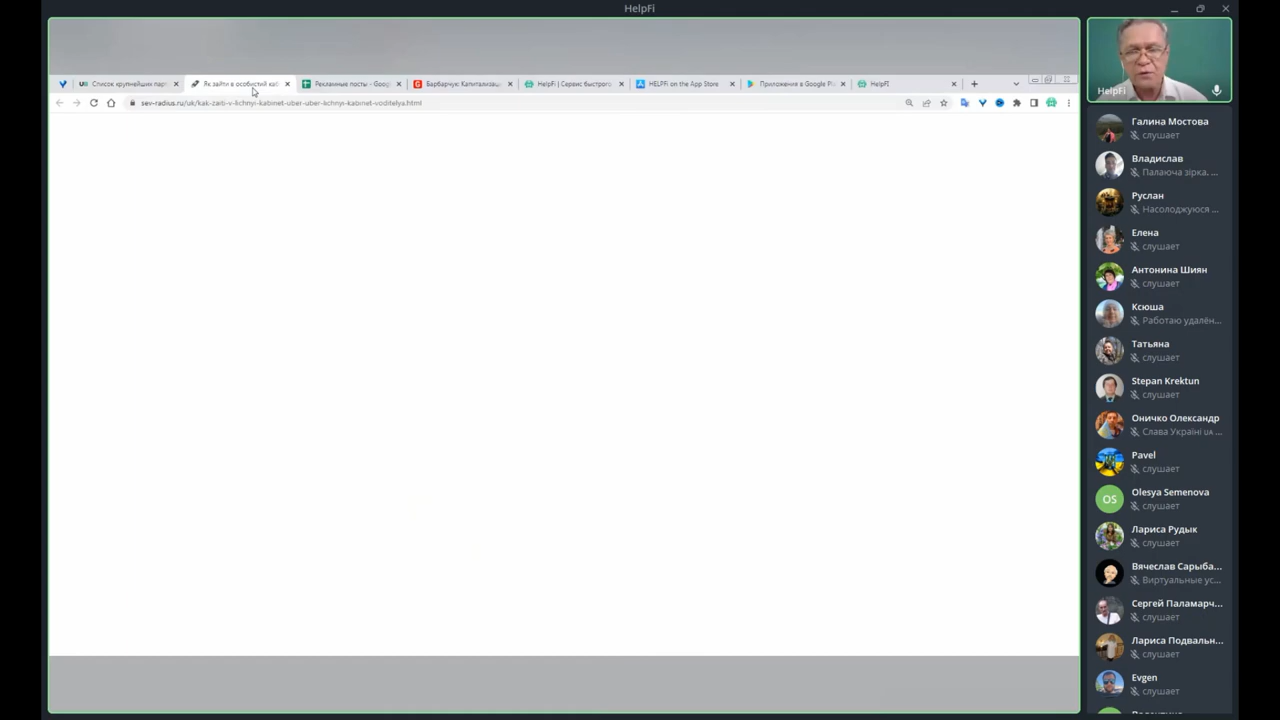 HelpFi
Список крупнейших пар
Як зайти в особистий каб
Рекламные посты - Goog
Барбарчук: Капитализац
HelpFi | Сервис быстрого
HELPFi on the App Store
Приложения в Google Pl
HelpFi
sev-radius.ru/uk/kak-zaiti-v-lichnyi-kabinet-uber-uber-lichnyi-kabinet-voditelya.html
HelpFi
Галина Мостова
слушает
Владислав
Палаюча зірка. ...
Руслан
Насолоджуюся ...
Елена
слушает
Антонина Шиян
слушает
Ксюша
Работаю удалён...
Татьяна
слушает
Stepan Krektun
слушает
Оничко Олександр
Слава Україні UA ...
Pavel
слушает
OS
Olesya Semenova
слушает
Лариса Рудык
слушает
Вячеслав Сарыба...
Виртуальные ус...
Сергей Паламарч...
слушает
Лариса Подвальн...
слушает
Evgen
слушает